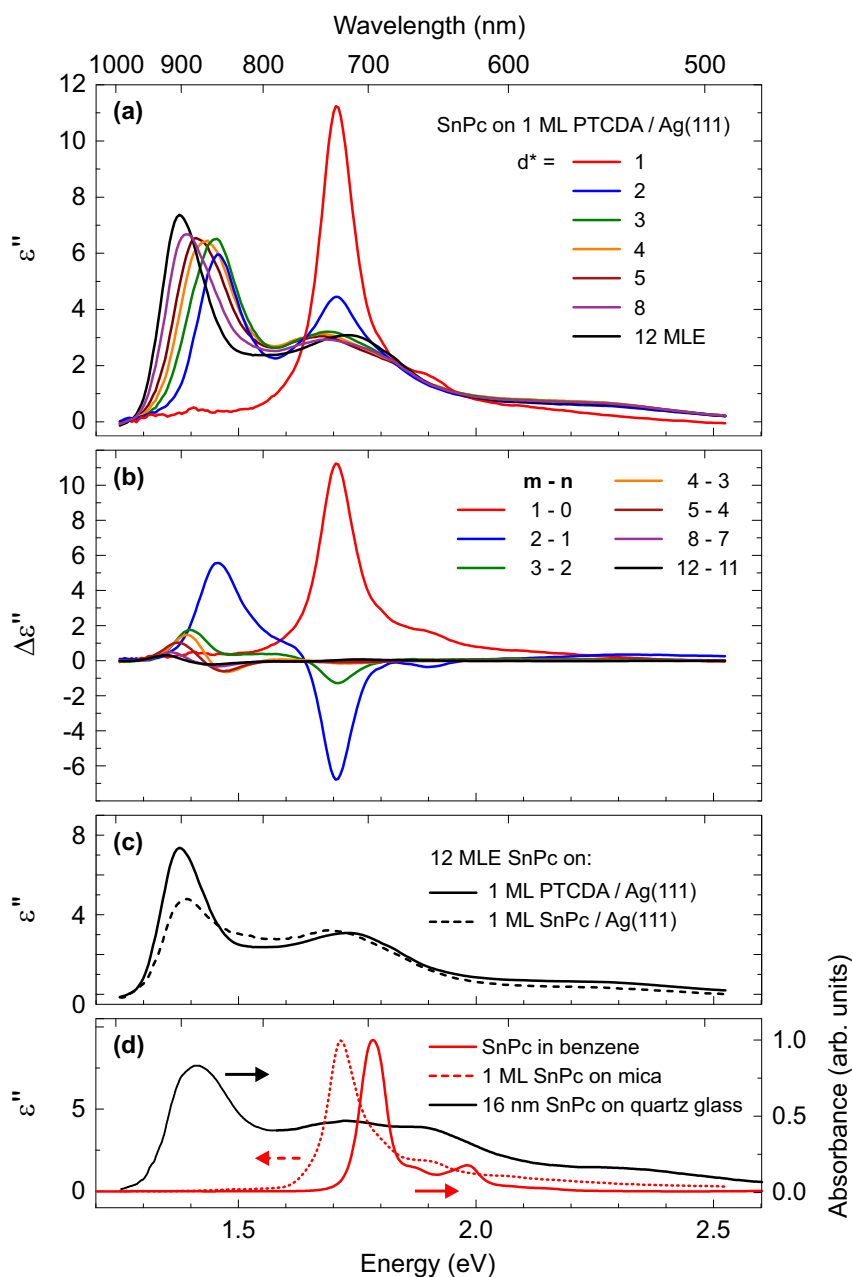 Wavelength (nm)
1000 900 800 700 600 500
(a)
SnPc on 1 ML PTCDA / Ag(111)
d* =
1
2
3
4
5
8
12 MLE
12
10
8
6
4
2
0
ε"
(b)
m - n
1 - 0
2 - 1
3 - 2
4 - 3
5 - 4
8 - 7
12 - 11
10
8
6
4
2
0
-2
-4
-6
Δε"
(c)
12 MLE SnPc on:
1 ML PTCDA / Ag(111)
1 ML SnPc / Ag(111)
8
4
0
ε"
(d)
SnPc in benzene
1 ML SnPc on mica
16 nm SnPc on quartz glass
5
0
ε"
1.0
0.5
0.0
Absorbance (arb. units)
1.5 2.0 2.5
Energy (eV)